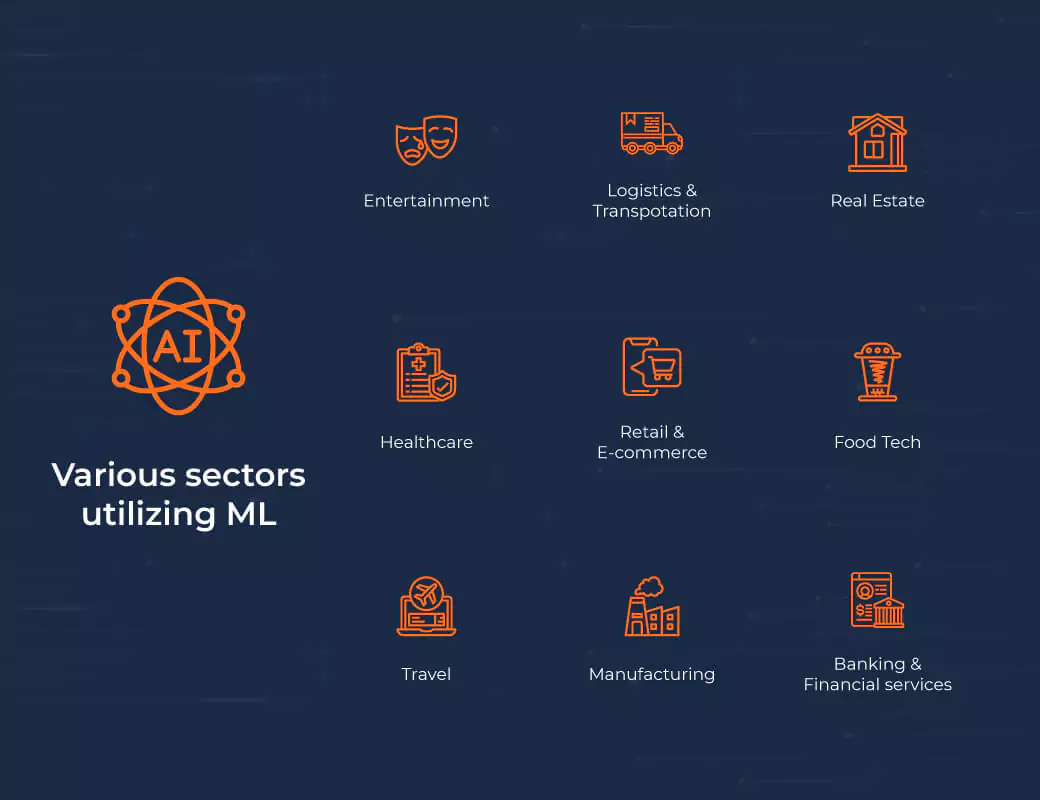 AI
Various sectors
utilizing ML
Entertainment
Logistics &
Transpotation
Real Estate
Healthcare
Retail &
E-commerce
Food Tech
Travel
Manufacturing
Banking &
Financial services